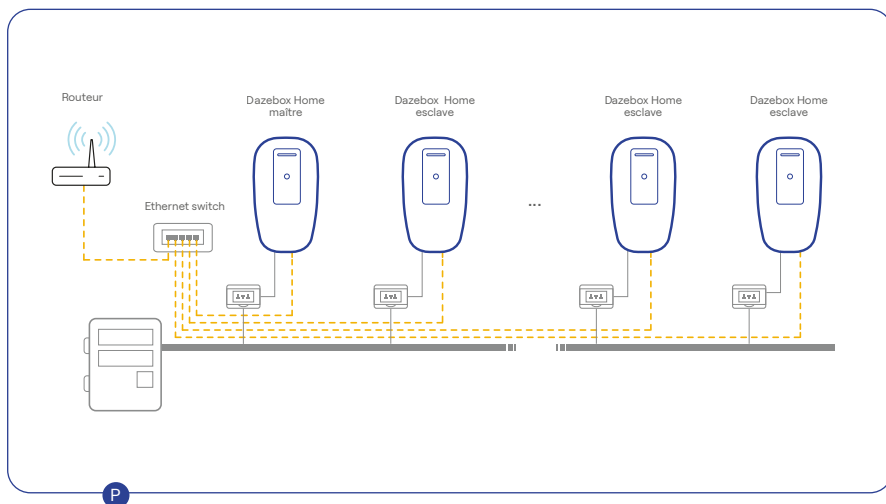 Routeur
Dazebox Home
maître
Dazebox Home
esclave
Dazebox Home
esclave
Dazebox Home
esclave
Ethernet switch
...
P